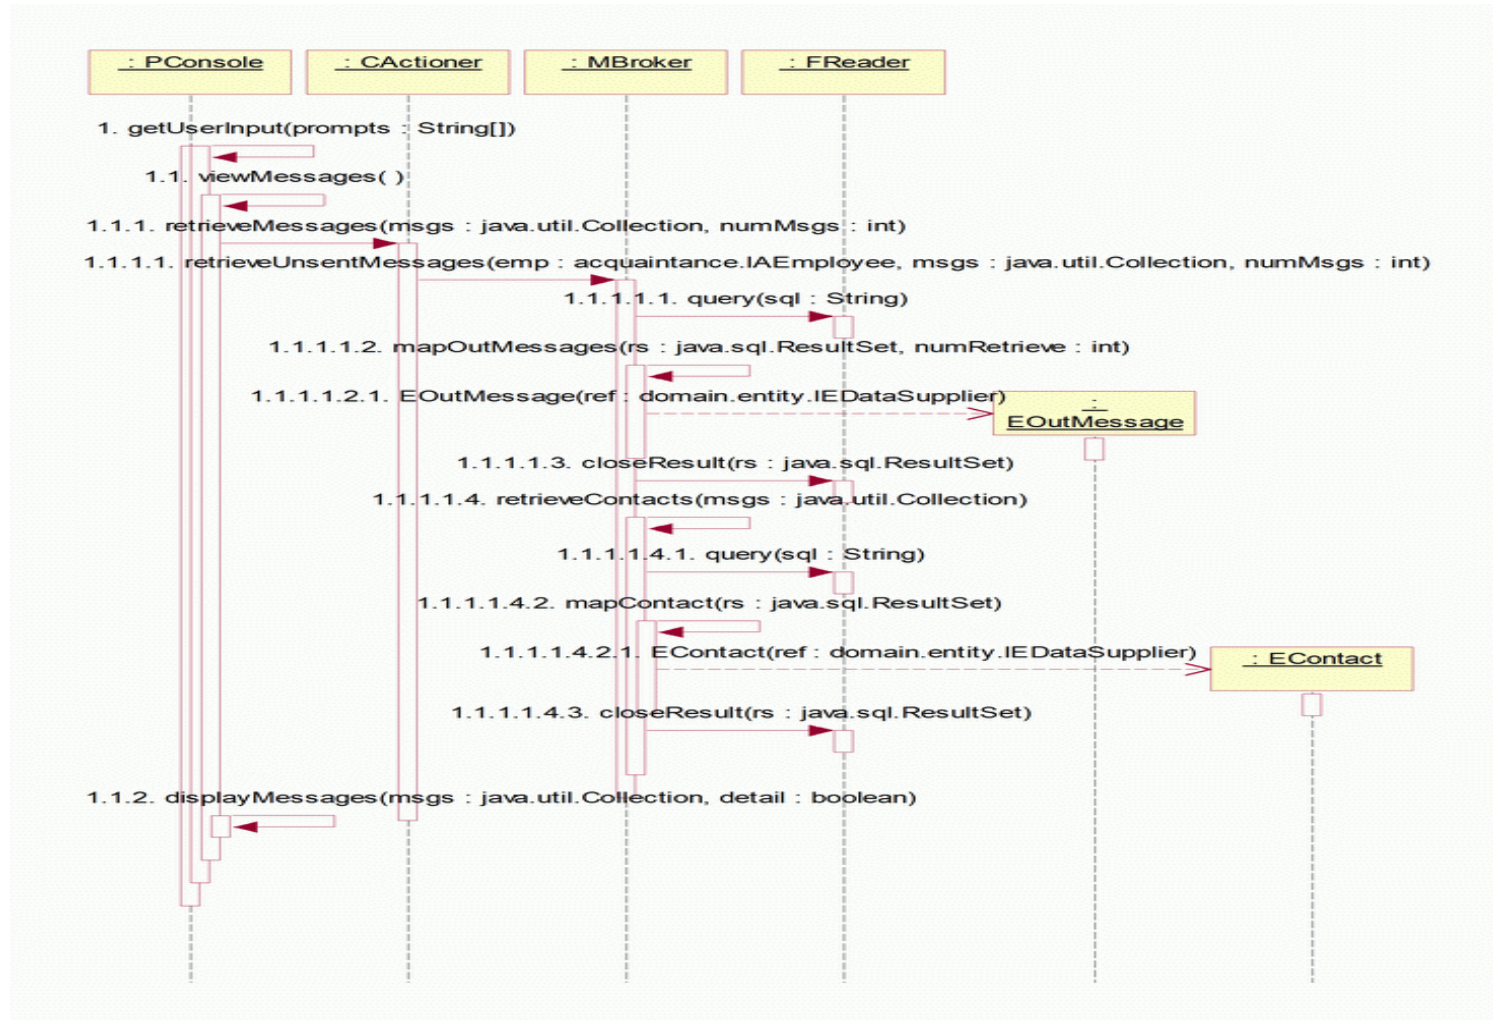 : PConsole
: CActioner
: MBroker
: FReader
1. getUserInput(prompts : String[])
1.1. viewMessages( )
1.1.1. retrieveMessages(msgs : java.util.Collection, numMsgs : int)
1.1.1.1. retrieveUnsentMessages(emp : acquaintance.IAEmployee, msgs : java.util.Collection, numMsgs : int)
1.1.1.1.1. query(sql : String)
1.1.1.1.2. mapOutMessages(rs : java.sql.ResultSet, numRetrieve : int)
1.1.1.1.2.1. EOutMessage(ref : domain.entity.IEDataSupplier)
:
EOutMessage
1.1.1.1.3. closeResult(rs : java.sql.ResultSet)
1.1.1.1.4. retrieveContacts(msgs : java.util.Collection)
1.1.1.1.4.1. query(sql : String)
1.1.1.1.4.2. mapContact(rs : java.sql.ResultSet)
1.1.1.1.4.2.1. EContact(ref : domain.entity.IEDataSupplier)
: EContact
1.1.1.1.4.3. closeResult(rs : java.sql.ResultSet)
1.1.2. displayMessages(msgs : java.util.Collection, detail : boolean)